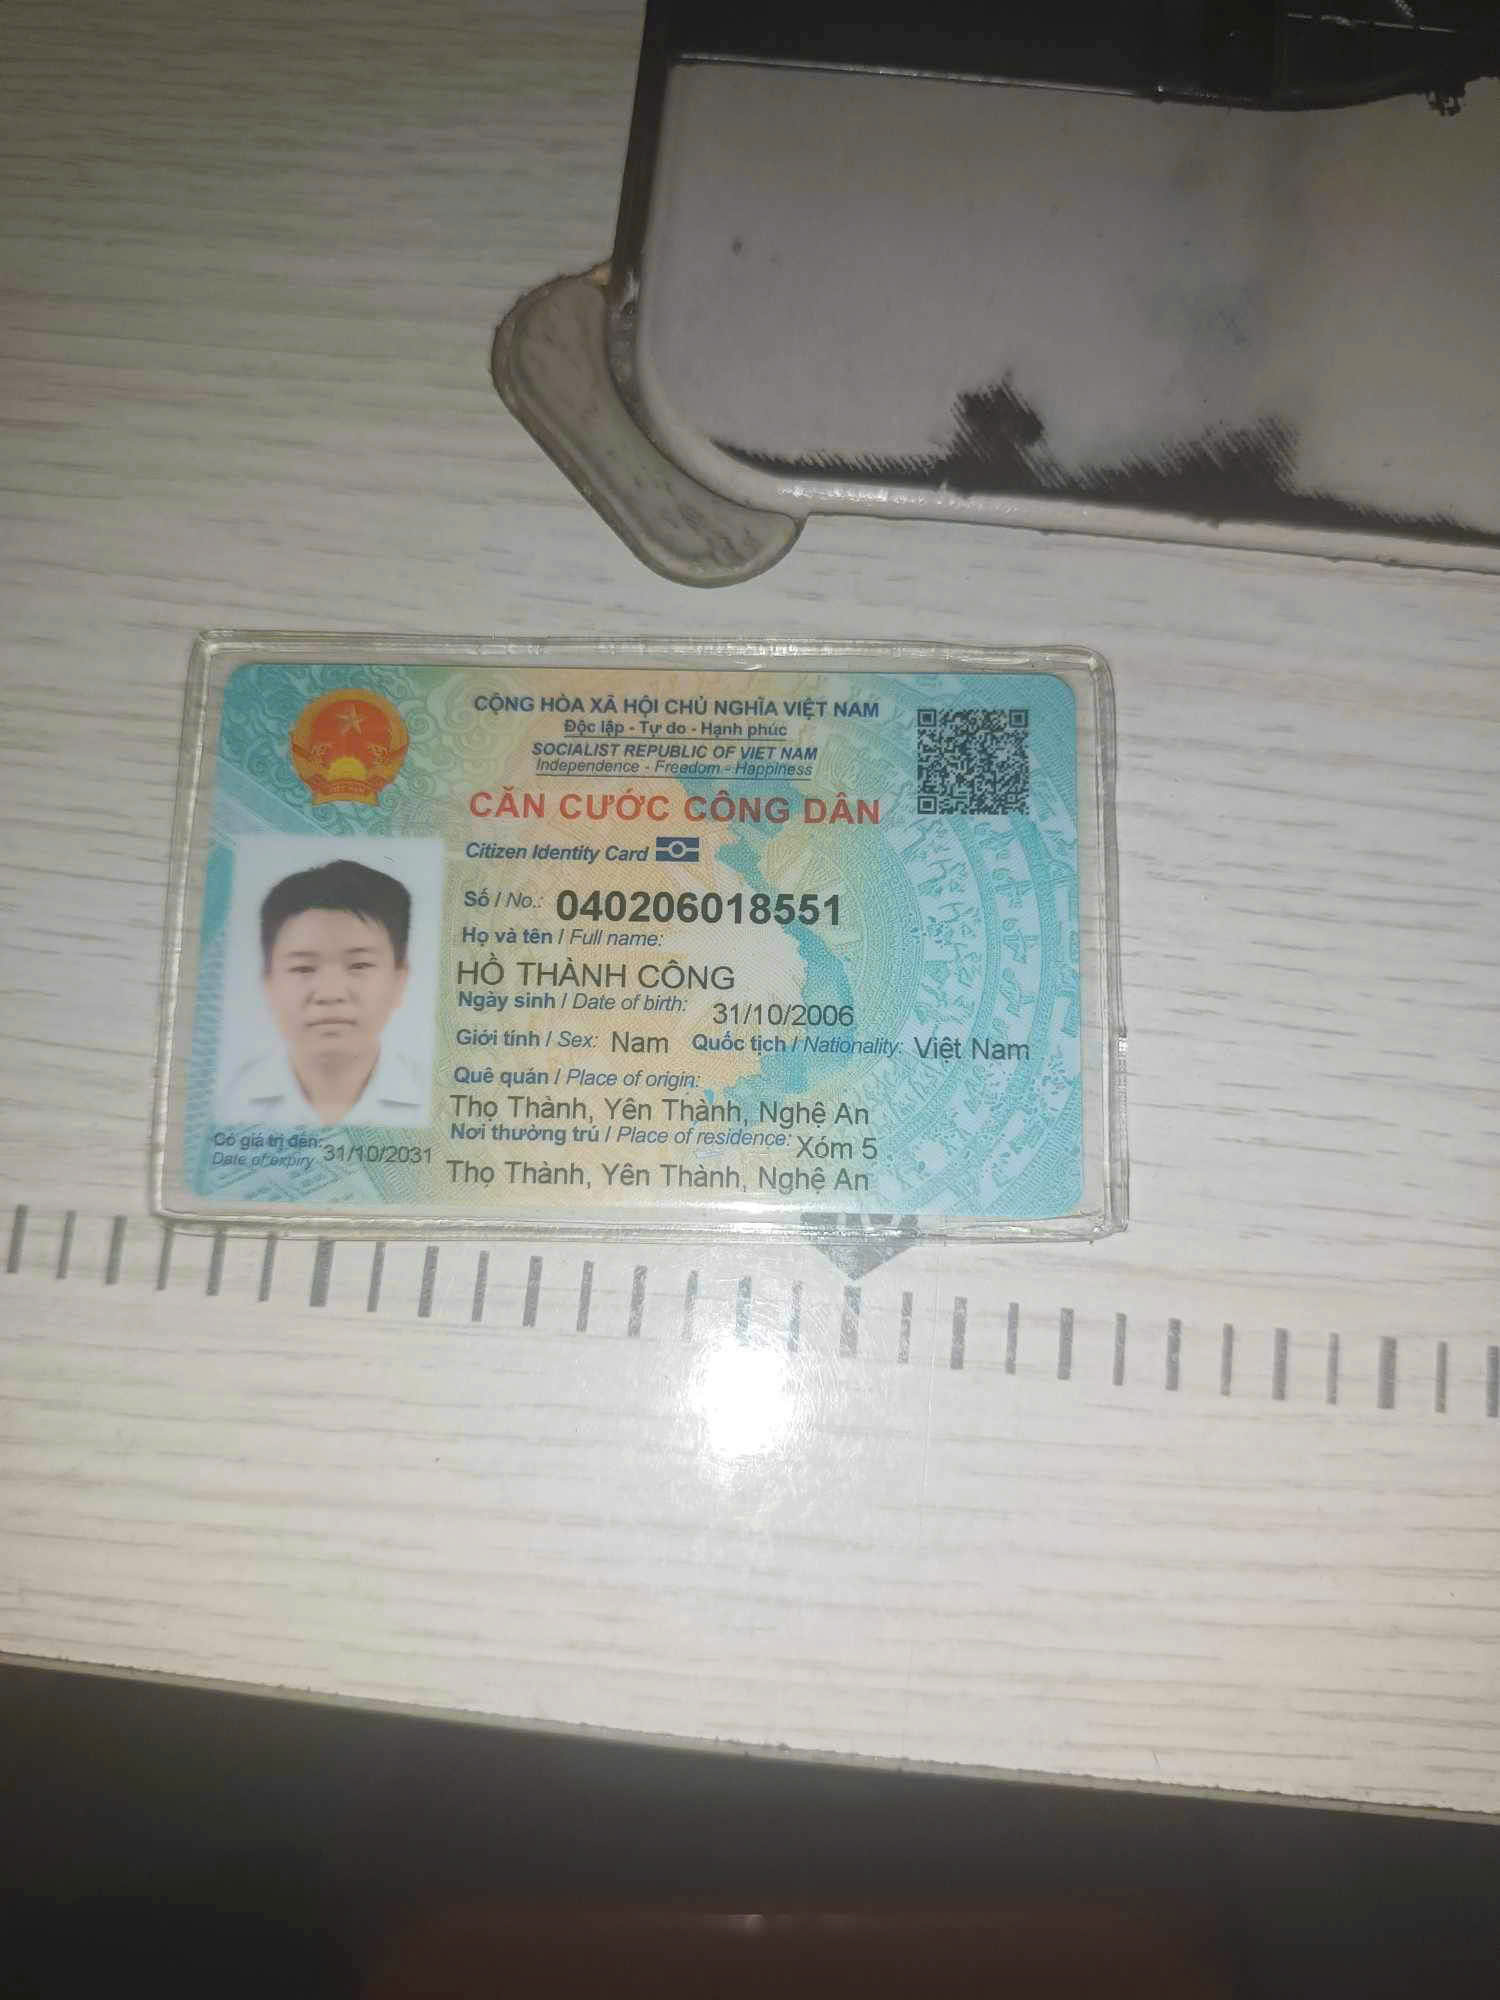 CỘNG HÒA XÃ HỘI CHỦ NGHĨA VIỆT NAM
Độc lập - Tự do - Hạnh phúc
SOCIALIST REPUBLIC OF VIET NAM
Independence - Freedom - Happiness
CĂN CƯỚC CÔNG DÂN
Citizen Identity Card
Số / No.: 040206018551
Họ và tên / Full name:
HỒ THÀNH CÔNG
Ngày sinh / Date of birth: 31/10/2006
Giới tính / Sex: Nam Quốc tịch / Nationality: Việt Nam
Quê quán / Place of origin:
Thọ Thành, Yên Thành, Nghệ An
Nơi thường trú / Place of residence: Xóm 5
Thọ Thành, Yên Thành, Nghệ An
Có giá trị đến: 31/10/2031
Date of expiry